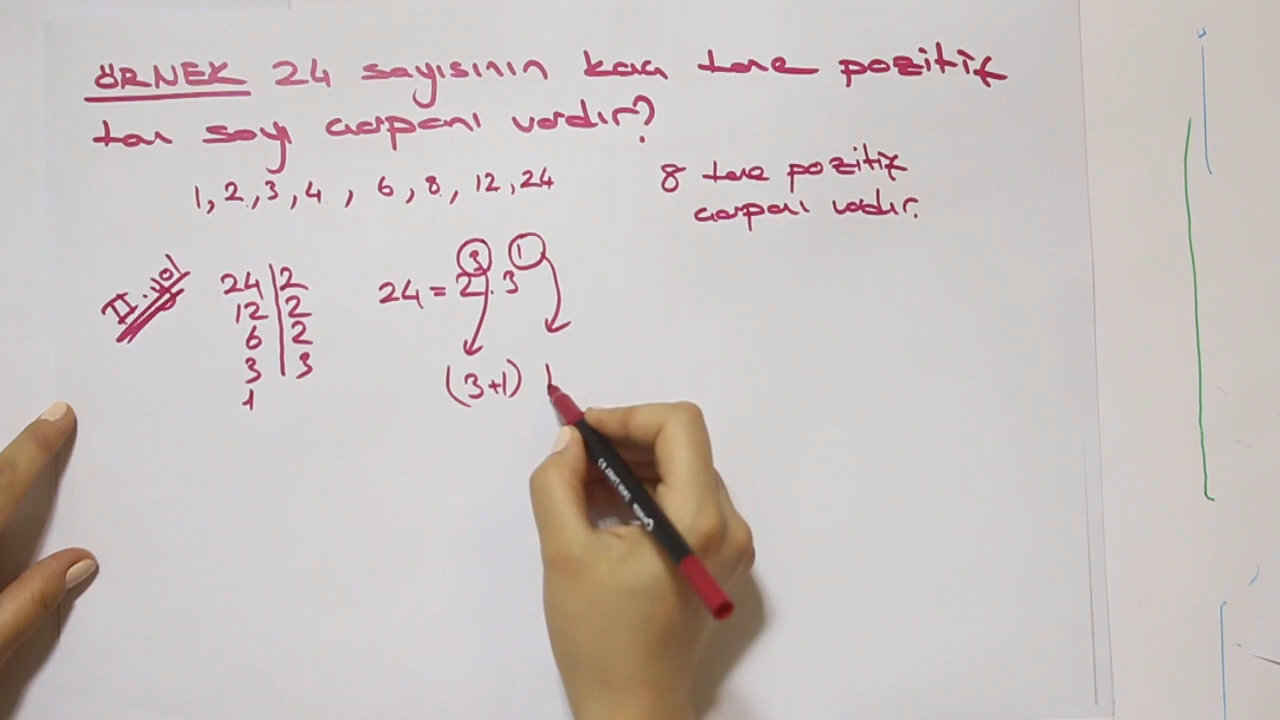 ÖRNEK 24 sayısının kaç tane pozitif
tam sayı çarpanı vardır?
1, 2, 3, 4, 6, 8, 12, 24
8 tane pozitif
çarpanı vardır.
II. yol
24 | 2
12 | 2
6 | 2
3 | 3
1
24 = 2³ . 3¹
(3+1)